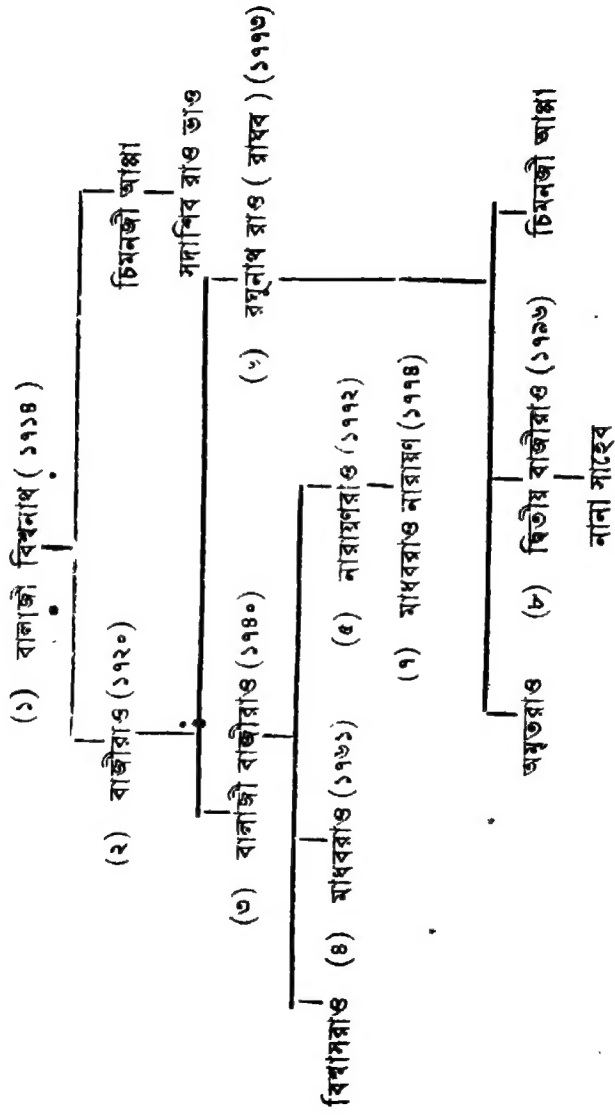 (১) বালাজী বিশ্বনাথ ( ১৭১৪ )
(২) বাজীরাও (১৭২০)
চিমনজী আপ্পা
সদাশিব রাও ভাও
(৩) বালাজী বাজীরাও (১৭৪০)
(৬) রঘুনাথ রাও ( রাঘব ) (১৭৭৩)
বিশ্বাসরাও
(৪) মাধবরাও (১৭৬১)
(৫) নারায়ণরাও (১৭৭২)
(৭) মাধবরাও নারায়ণ (১৭৭৪)
অমৃতরাও
(৮) দ্বিতীয় বাজীরাও (১৭৯৬)
চিমনজী আপ্পা
নানা সাহেব